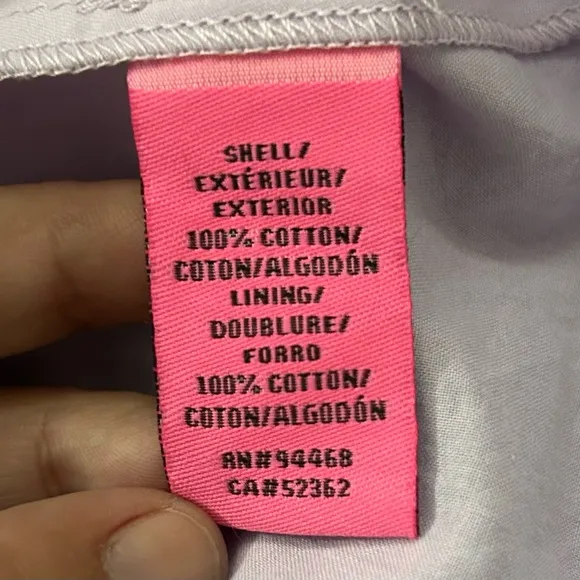 SHELL/
EXTÉRIEUR/
EXTERIOR
100% COTTON/
COTON/ALGODÓN
LINING/
DOUBLURE/
FORRO
100% COTTON/
COTON/ALGODÓN
RN#94468
CA#52362